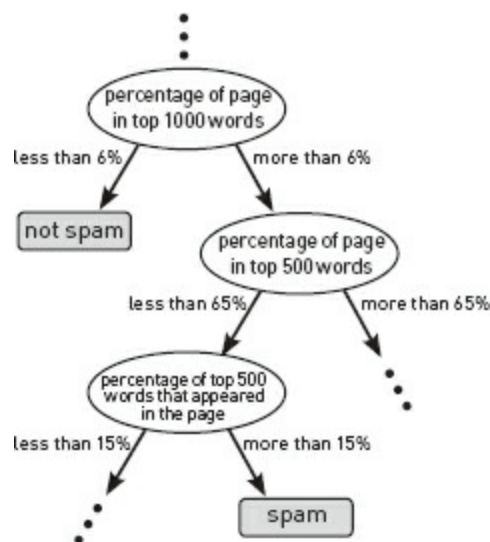 percentage of page
in top 1000 words
less than 6%
more than 6%
not spam
percentage of page
in top 500 words
less than 65%
more than 65%
percentage of top 500
words that appeared
in the page
less than 15%
more than 15%
spam